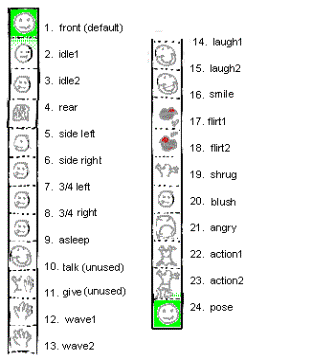 1. front (default)
2. idle1
3. idle2
4. rear
5. side left
6. side right
7. 3/4 left
8. 3/4 right
9. asleep
10. talk (unused)
11. give (unused)
12. wave1
13. wave2
14. laugh1
15. laugh2
16. smile
17. flirt1
18. flirt2
19. shrug
20. blush
21. angry
22. action1
23. action2
24. pose